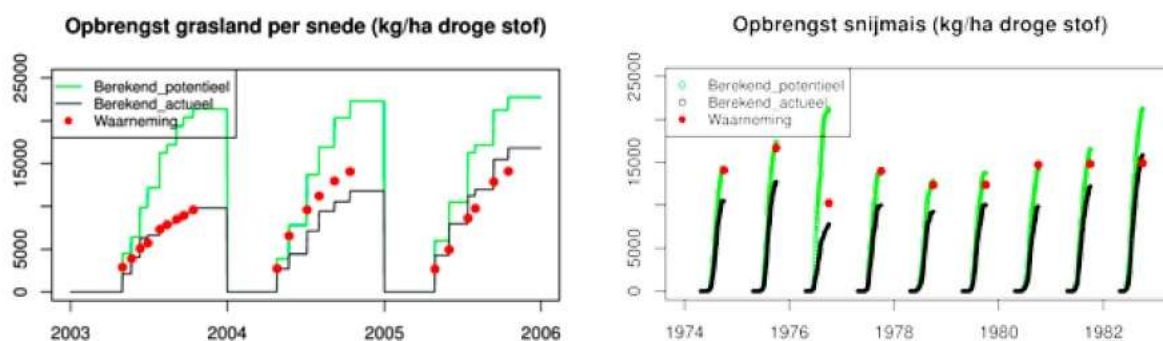 Opbrengst grasland per snede (kg/ha droge stof)
Berekend_potentieel
Berekend_actueel
Waarneming
25000
15000
5000
0
2003
2004
2005
2006
Opbrengst snijmais (kg/ha droge stof)
Berekend_potentieel
Berekend_actueel
Waarneming
25000
15000
5000
0
1974
1976
1978
1980
1982